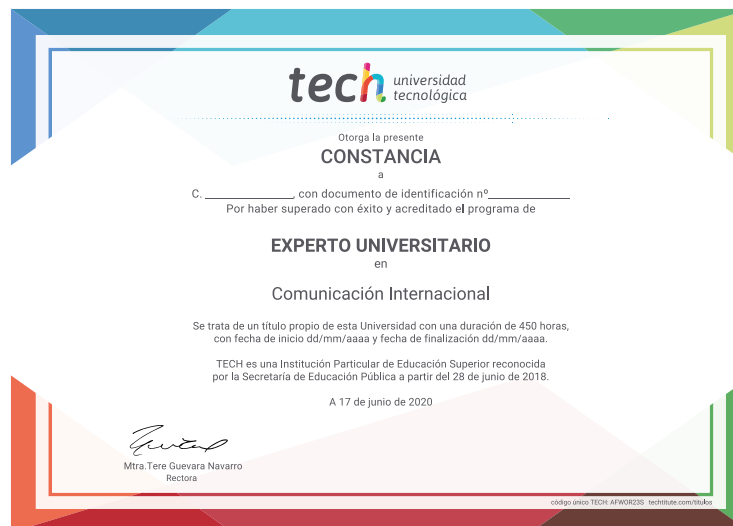 tech universidad
tecnológica
Otorga la presente
CONSTANCIA
a
C. ______________, con documento de identificación nº_____________
Por haber superado con éxito y acreditado el programa de
EXPERTO UNIVERSITARIO
en
Comunicación Internacional
Se trata de un título propio de esta Universidad con una duración de 450 horas,
con fecha de inicio dd/mm/aaaa y fecha de finalización dd/mm/aaaa.
TECH es una Institución Particular de Educación Superior reconocida
por la Secretaría de Educación Pública a partir del 28 de junio de 2018.
A 17 de junio de 2020
Mtra.Tere Guevara Navarro
Rectora
código único TECH: AFWOR23S techtitute.com/titulos